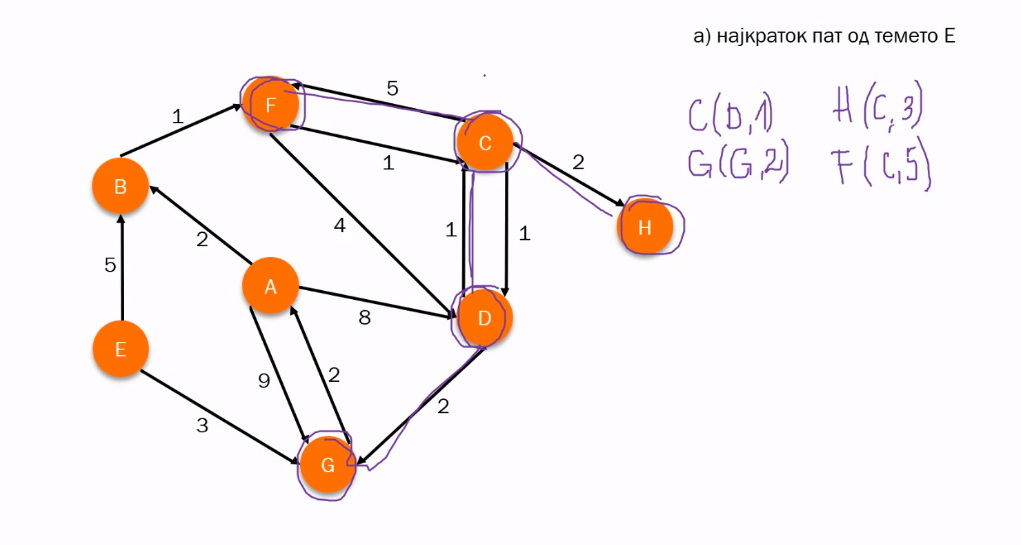 а) најкраток пат од темето Е
5
F
C(D,1)
H(C,3)
1
C
2
G(G,2)
F(C,5)
1
B
4
1
1
H
2
5
A
8
D
E
9
2
2
3
G